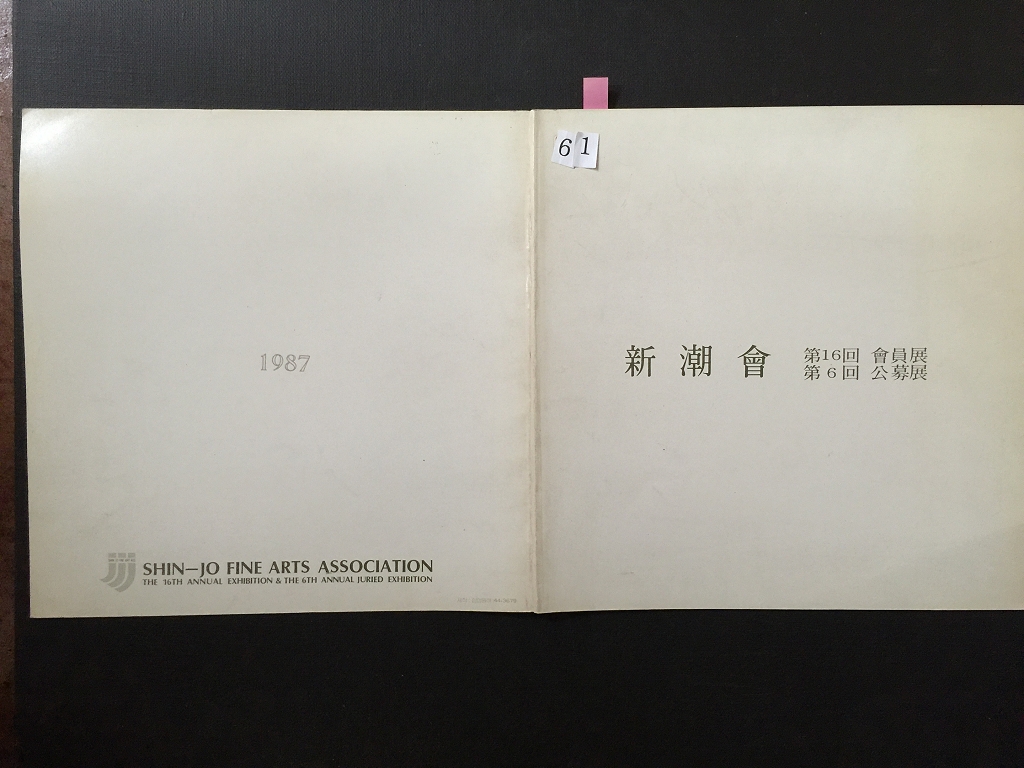 1987
SHIN-JO FINE ARTS ASSOCIATION
THE 16TH ANNUAL EXHIBITION & THE 6TH ANNUAL JURIED EXHIBITION
61
新潮會
第16回 會員展
第6回 公募展